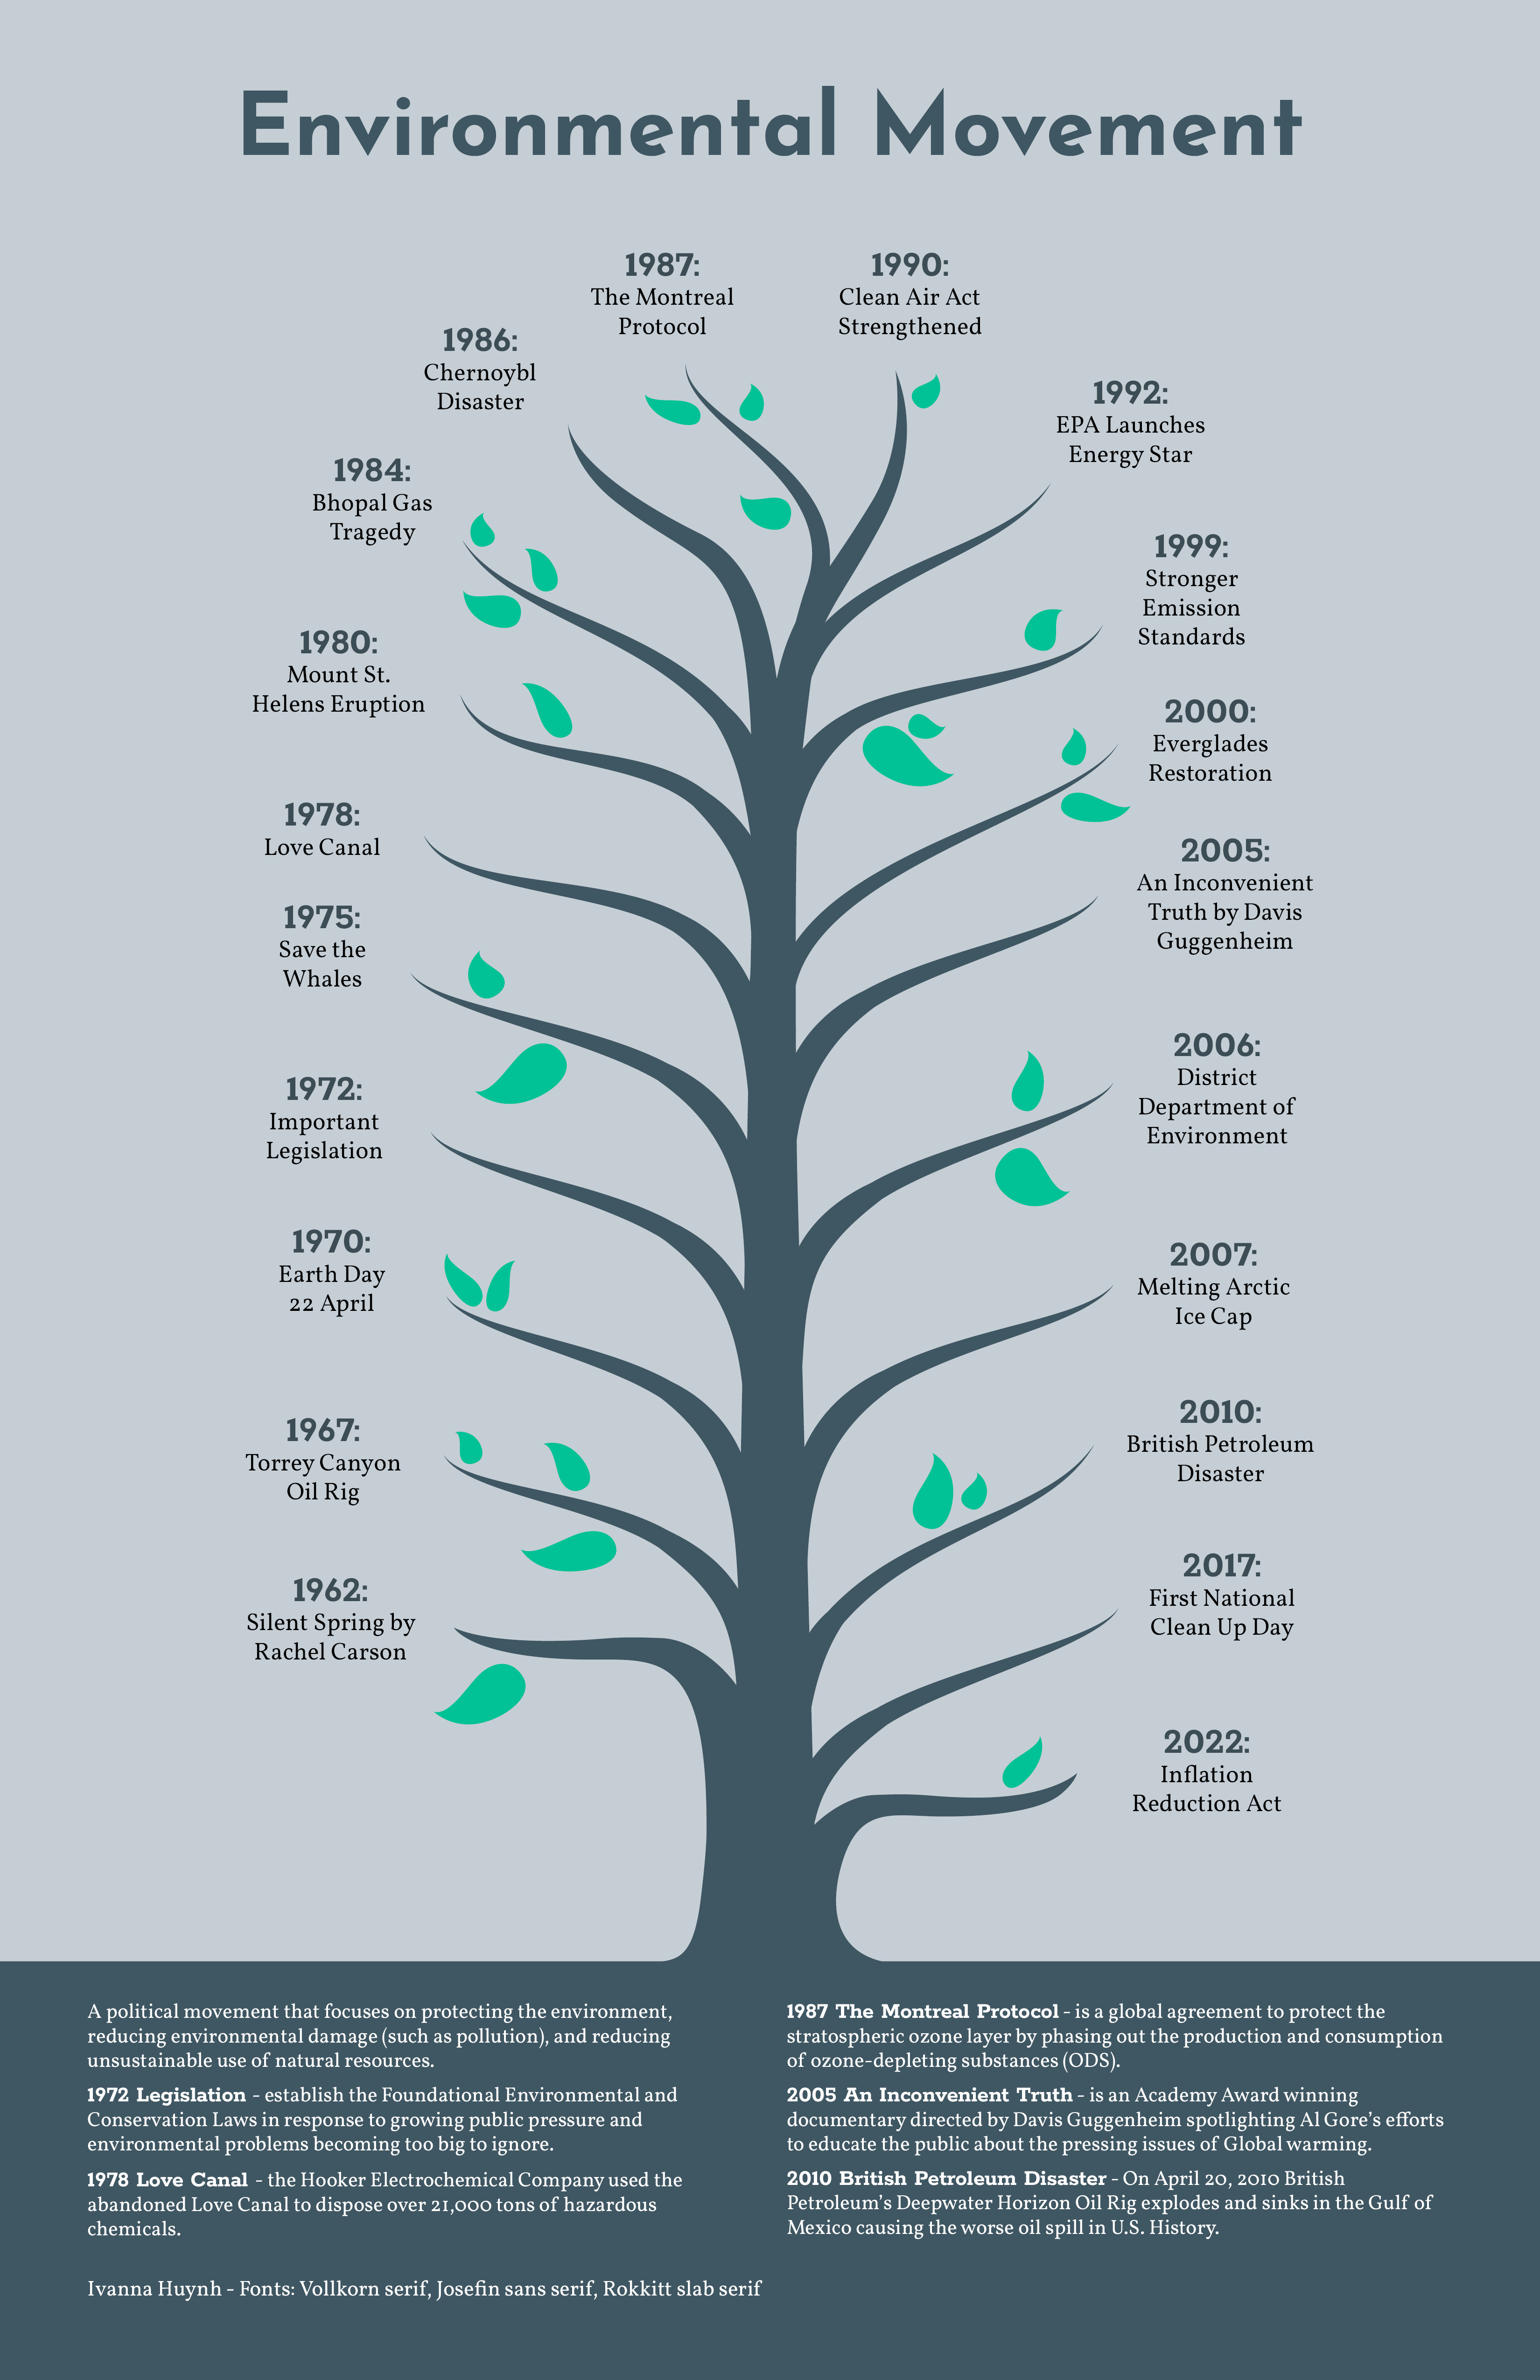 Environmental Movement
1987:
The Montreal
Protocol
1990:
Clean Air Act
Strengthened
1986:
Chernoybl
Disaster
1992:
EPA Launches
Energy Star
1984:
Bhopal Gas
Tragedy
1999:
Stronger
Emission
Standards
1980:
Mount St.
Helens Eruption
2000:
Everglades
Restoration
1978:
Love Canal
2005:
An Inconvenient
Truth by Davis
Guggenheim
1975:
Save the
Whales
2006:
District
Department of
Environment
1972:
Important
Legislation
1970:
Earth Day
22 April
2007:
Melting Arctic
Ice Cap
2010:
British Petroleum
Disaster
1967:
Torrey Canyon
Oil Rig
2017:
First National
Clean Up Day
1962:
Silent Spring by
Rachel Carson
2022:
Inflation
Reduction Act
A political movement that focuses on protecting the environment,
reducing environmental damage (such as pollution), and reducing
unsustainable use of natural resources.
1972 Legislation - establish the Foundational Environmental and
Conservation Laws in response to growing public pressure and
environmental problems becoming too big to ignore.
1978 Love Canal - the Hooker Electrochemical Company used the
abandoned Love Canal to dispose over 21,000 tons of hazardous
chemicals.
1987 The Montreal Protocol - is a global agreement to protect the
stratospheric ozone layer by phasing out the production and consumption
of ozone-depleting substances (ODS).
2005 An Inconvenient Truth - is an Academy Award winning
documentary directed by Davis Guggenheim spotlighting Al Gore's efforts
to educate the public about the pressing issues of Global warming.
2010 British Petroleum Disaster - On April 20, 2010 British
Petroleum's Deepwater Horizon Oil Rig explodes and sinks in the Gulf of
Mexico causing the worse oil spill in U.S. History.
Ivanna Huynh - Fonts: Vollkorn serif, Josefin sans serif, Rokkitt slab serif